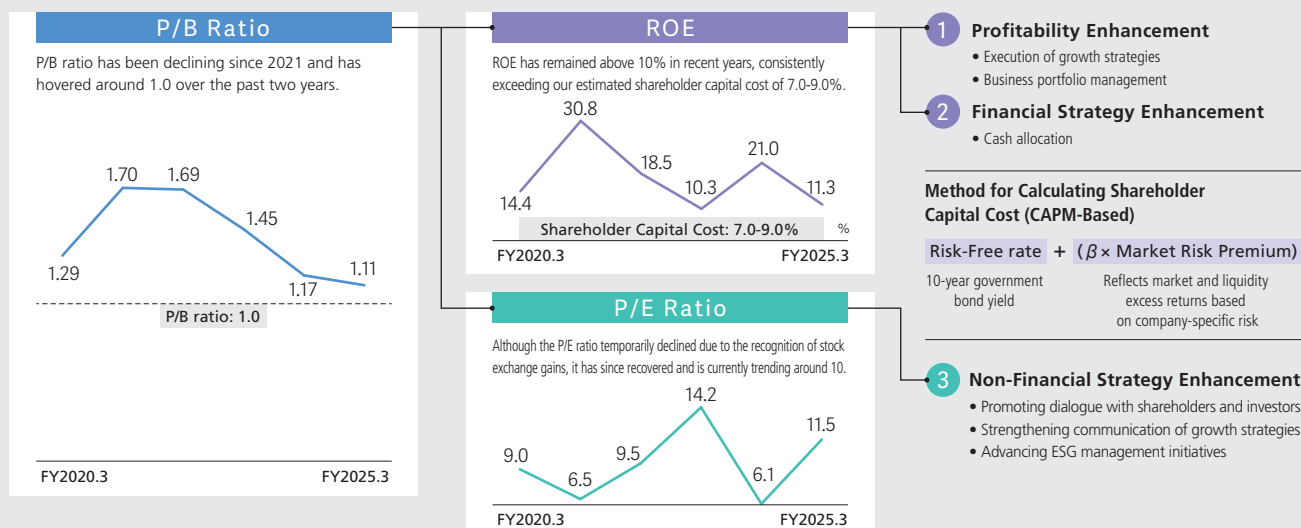 P/B Ratio
P/B ratio has been declining since 2021 and has
hovered around 1.0 over the past two years.
1.29
1.70
1.69
1.45
1.17
1.11
P/B ratio: 1.0
FY2020.3
FY2025.3
ROE
ROE has remained above 10% in recent years, consistently
exceeding our estimated shareholder capital cost of 7.0-9.0%.
14.4
30.8
18.5
10.3
21.0
11.3
Shareholder Capital Cost: 7.0-9.0%
%
FY2020.3
FY2025.3
P/E Ratio
Although the P/E ratio temporarily declined due to the recognition of stock
exchange gains, it has since recovered and is currently trending around 10.
9.0
6.5
9.5
14.2
6.1
11.5
FY2020.3
FY2025.3
1 Profitability Enhancement
• Execution of growth strategies
• Business portfolio management
2 Financial Strategy Enhancement
• Cash allocation
Method for Calculating Shareholder
Capital Cost (CAPM-Based)
Risk-Free rate + (β × Market Risk Premium)
10-year government
bond yield
Reflects market and liquidity
excess returns based
on company-specific risk
3 Non-Financial Strategy Enhancement
• Promoting dialogue with shareholders and investors
• Strengthening communication of growth strategies
• Advancing ESG management initiatives